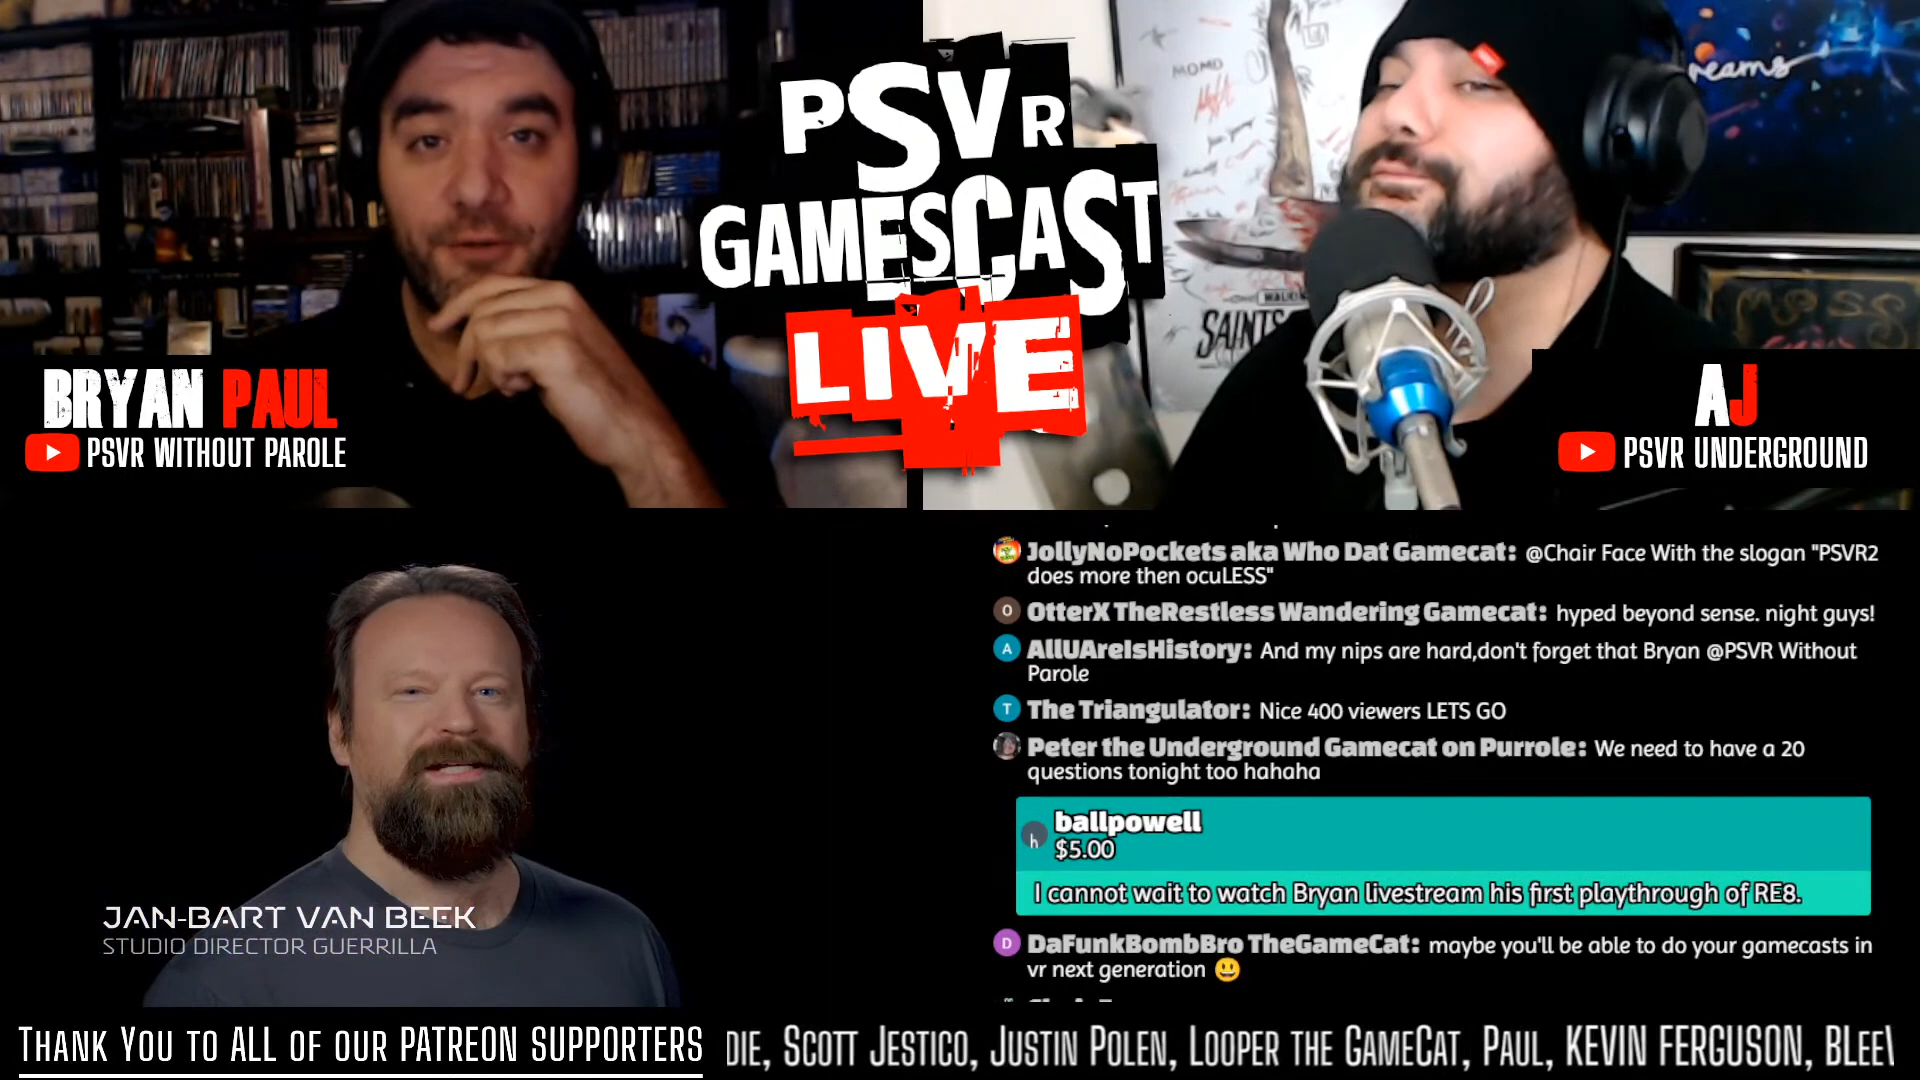 PSVR
GAMESCAST
LIVE
MOMO
reams
SAINTS
BRYAN PAUL
PSVR WITHOUT PAROLE
AJ
PSVR UNDERGROUND
JollyNoPockets aka Who Dat Gamecat: @Chair Face With the slogan "PSVR2
does more then ocuLESS"
OtterX TheRestless Wandering Gamecat: hyped beyond sense. night guys!
AllUAreIsHistory: And my nips are hard,don't forget that Bryan @PSVR Without
Parole
The Triangulator: Nice 400 viewers LETS GO
Peter the Underground Gamecat on Purrole: We need to have a 20
questions tonight too hahaha
ballpowell
$5.00
I cannot wait to watch Bryan livestream his first playthrough of RE8.
DaFunkBombBro TheGameCat: maybe you'll be able to do your gamecasts in
vr next generation 😃
JAN-BART VAN BEEK
STUDIO DIRECTOR GUERRILLA
THANK YOU TO ALL OF OUR PATREON SUPPORTERS
DIE, SCOTT JESTICO, JUSTIN POLEN, LOOPER THE GAMECAT, PAUL, KEVIN FERGUSON, BLEE